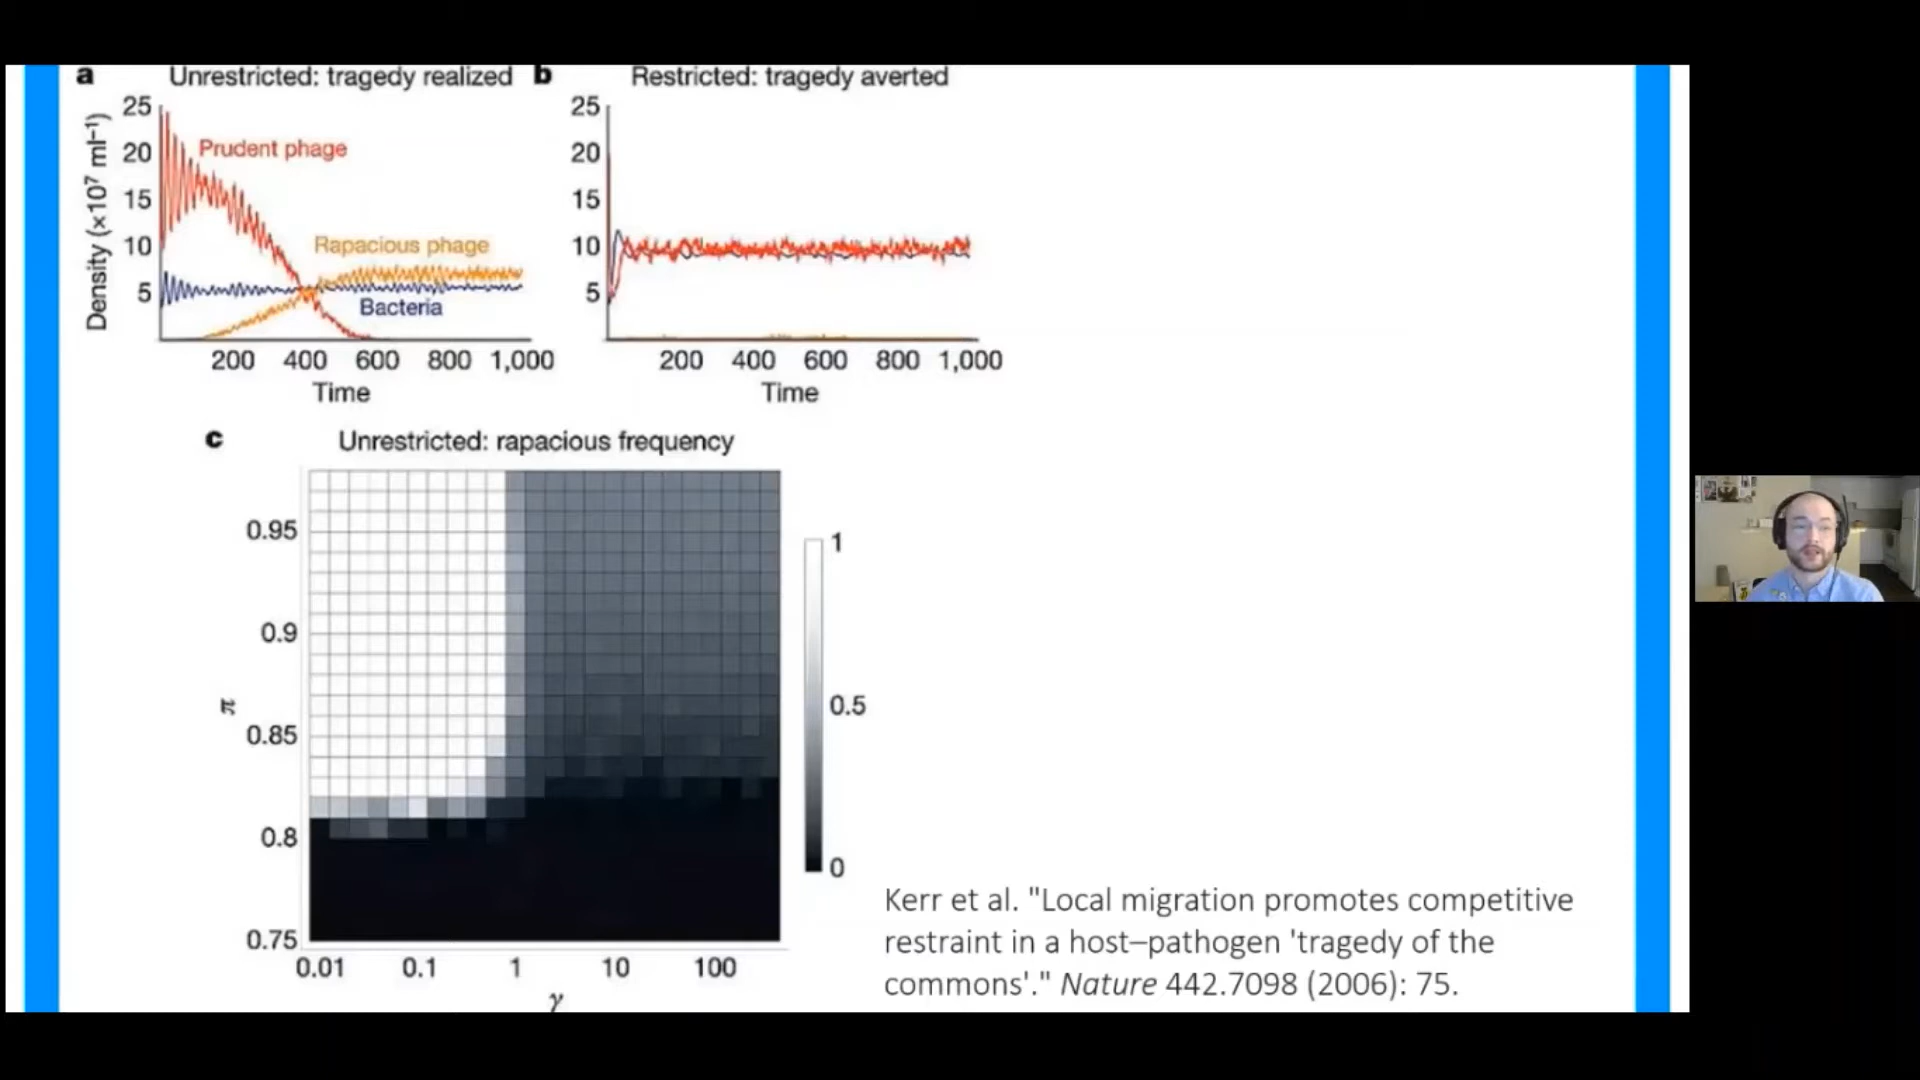 a Unrestricted: tragedy realized
Density (×10⁷ ml⁻¹)
25
20
15
10
5
Prudent phage
Rapacious phage
Bacteria
200 400 600 800 1,000
Time
b Restricted: tragedy averted
25
20
15
10
5
200 400 600 800 1,000
Time
c Unrestricted: rapacious frequency
π
0.95
0.9
0.85
0.8
0.75
0.01 0.1 1 10 100
γ
1
0.5
0
Kerr et al. "Local migration promotes competitive
restraint in a host–pathogen 'tragedy of the
commons'." Nature 442.7098 (2006): 75.